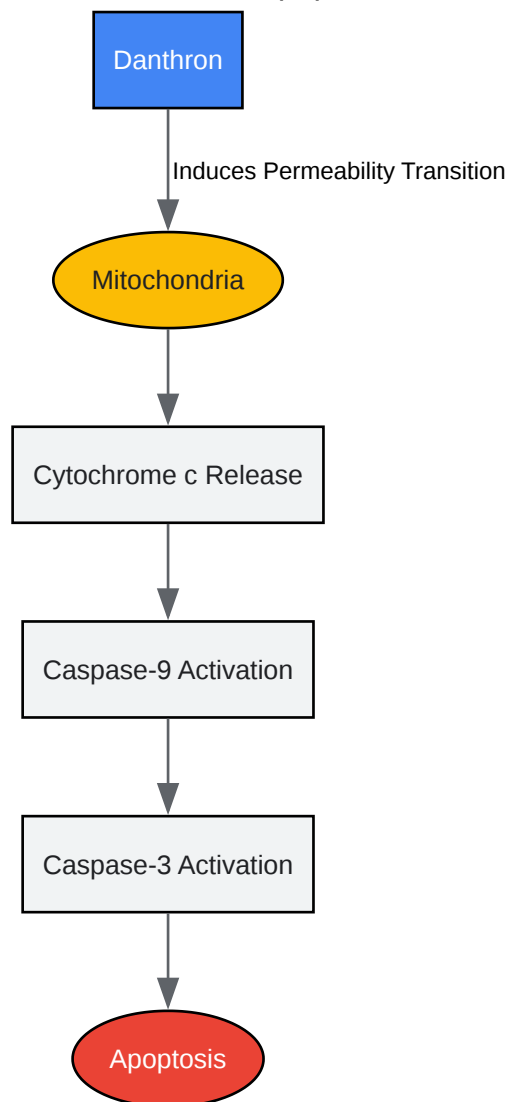 Danthron
Induces Permeability Transition
Mitochondria
Cytochrome c Release
Caspase-9 Activation
Caspase-3 Activation
Apoptosis